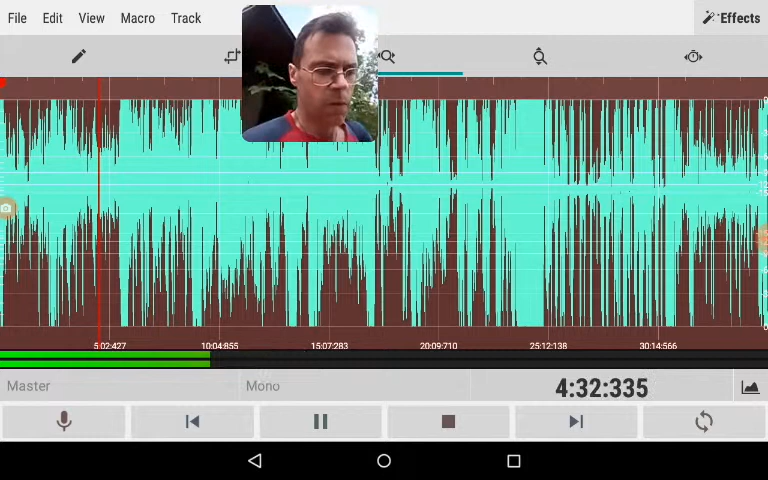 File Edit View Macro Track Effects
5:02:427 10:04:855 15:07:283 20:09:710 25:12:138 30:14:566
Master Mono 4:32:335